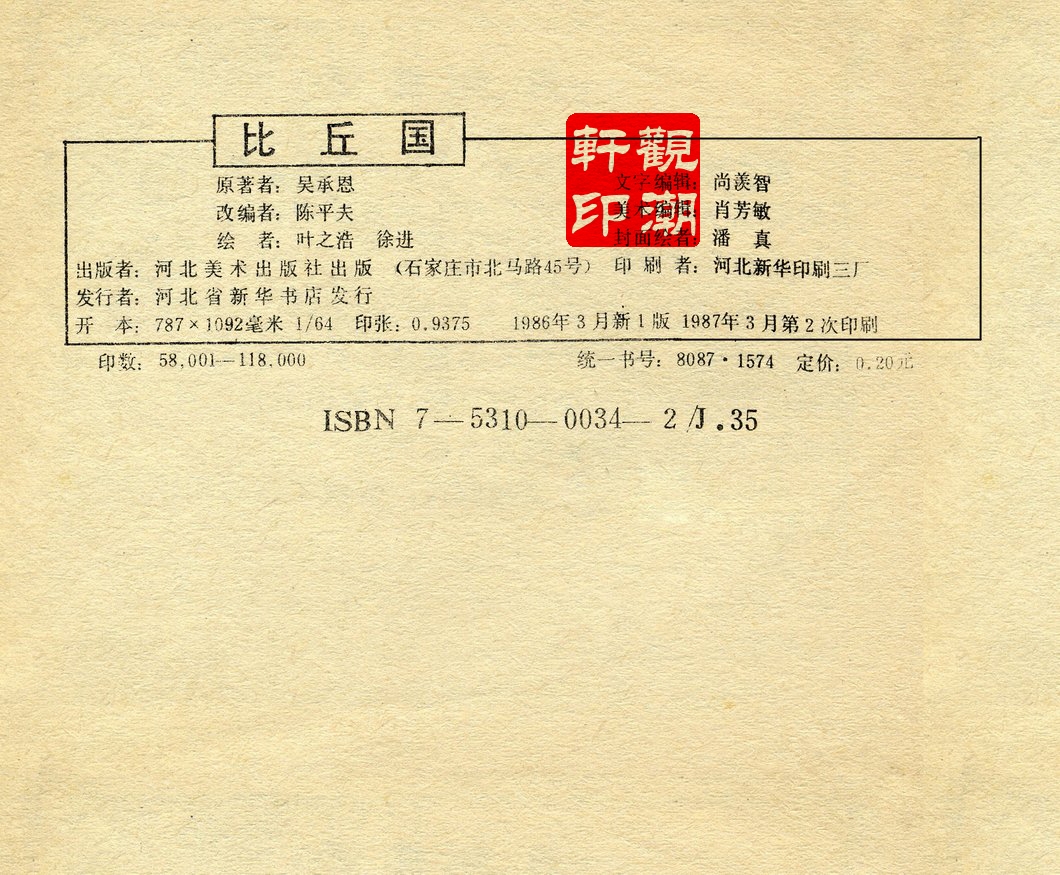 比 丘 国
觀潮
軒印
原著者：吴承恩 文字编辑：尚羡智
改编者：陈平夫 美术编辑：肖芳敏
绘 者：叶之浩 徐进 封面绘者：潘 真
出版者：河北美术出版社出版 （石家庄市北马路45号） 印刷者：河北新华印刷三厂
发行者：河北省新华书店发行
开 本：787×1092毫米 1/64 印张：0.9375 1986年3月新1版 1987年3月第2次印刷
印数：58,001—118,000 统一书号：8087·1574 定价：0.20元
ISBN 7—5310—0034—2/J.35